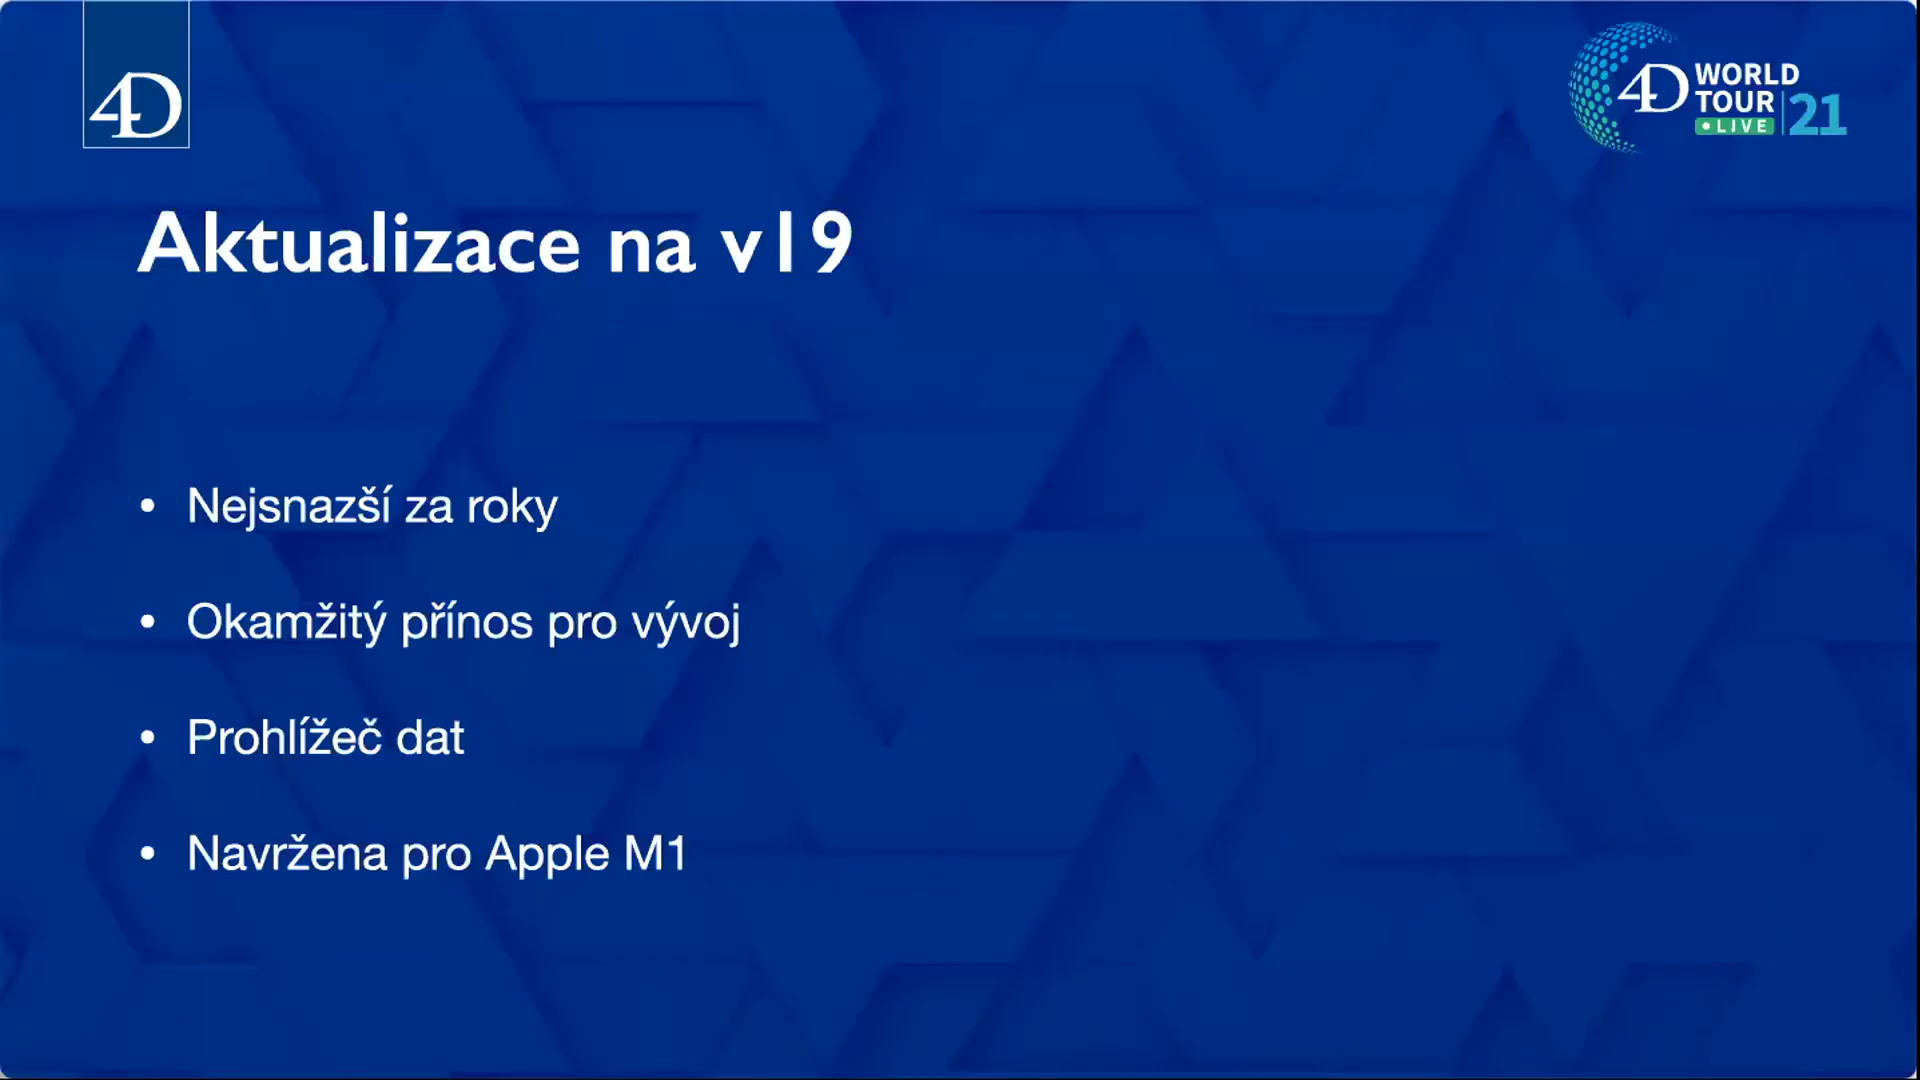 4D
4D WORLD
TOUR 21
• LIVE
Aktualizace na v19
• Nejsnazší za roky
• Okamžitý přínos pro vývoj
• Prohlížeč dat
• Navržena pro Apple M1